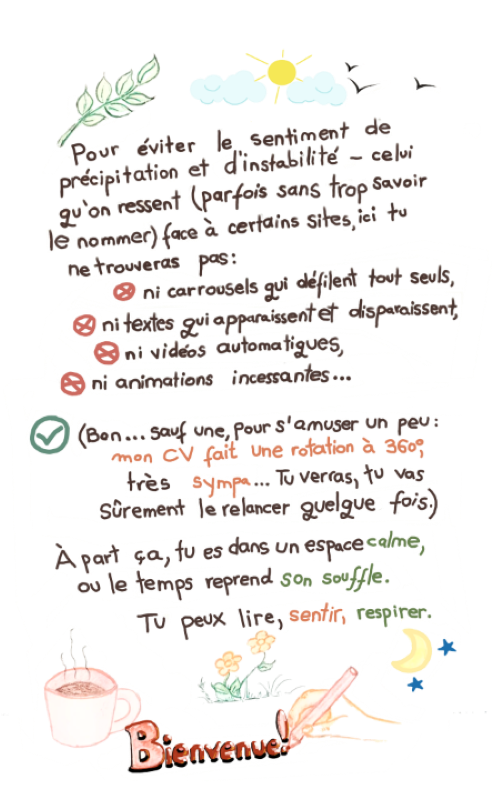 Pour éviter le sentiment de
précipitation et d'instabilité - celui
qu'on ressent (parfois sans trop savoir
le nommer) face à certains sites, ici tu
ne trouveras pas:
ni carrousels qui défilent tout seuls,
ni textes qui apparaissent et disparaissent,
ni vidéos automatiques,
ni animations incessantes...
(Bon... sauf une, pour s'amuser un peu:
mon CV fait une rotation à 360°,
très sympa... Tu verras, tu vas
sûrement le relancer quelque fois.)
À part ça, tu es dans un espace calme,
ou le temps reprend son souffle.
Tu peux lire, sentir, respirer.
Bienvenue!